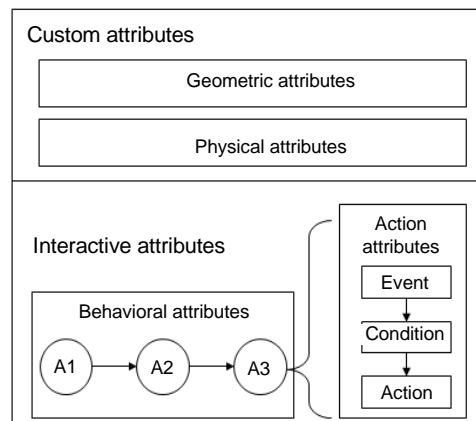 Custom attributes
Geometric attributes
Physical attributes
Interactive attributes
Behavioral attributes
A1
A2
A3
Action
attributes
Event
Condition
Action